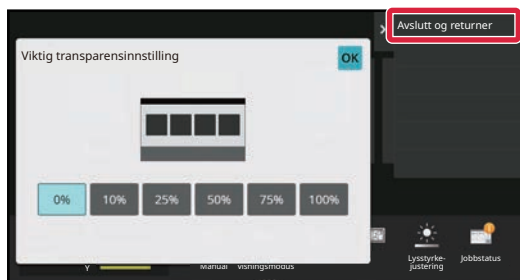 Avslutt og returner
Viktig transparensinnstilling
OK
0%
10%
25%
50%
75%
100%
Y
Manual
Visningsmodus
Lysstyrke-
justering
Jobbstatus